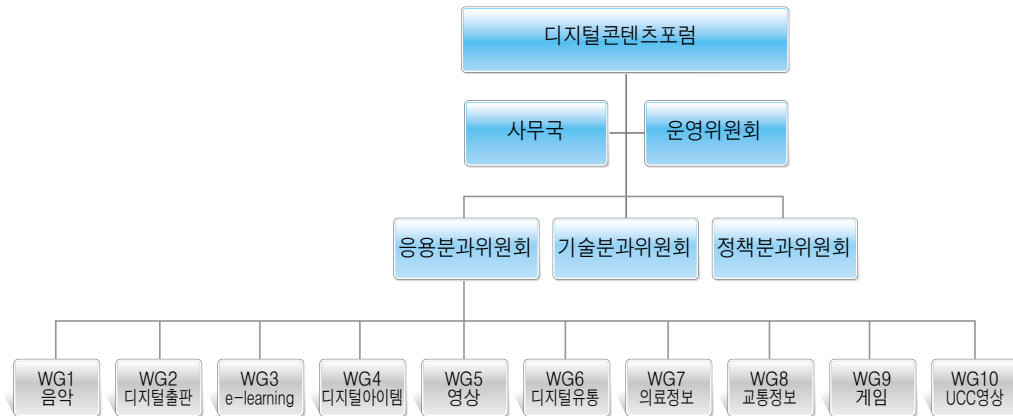 디지털콘텐츠포럼
사무국
운영위원회
응용분과위원회
기술분과위원회
정책분과위원회
WG1
음악
WG2
디지털출판
WG3
e-learning
WG4
디지털아이템
WG5
영상
WG6
디지털유통
WG7
의료정보
WG8
교통정보
WG9
게임
WG10
UCC영상